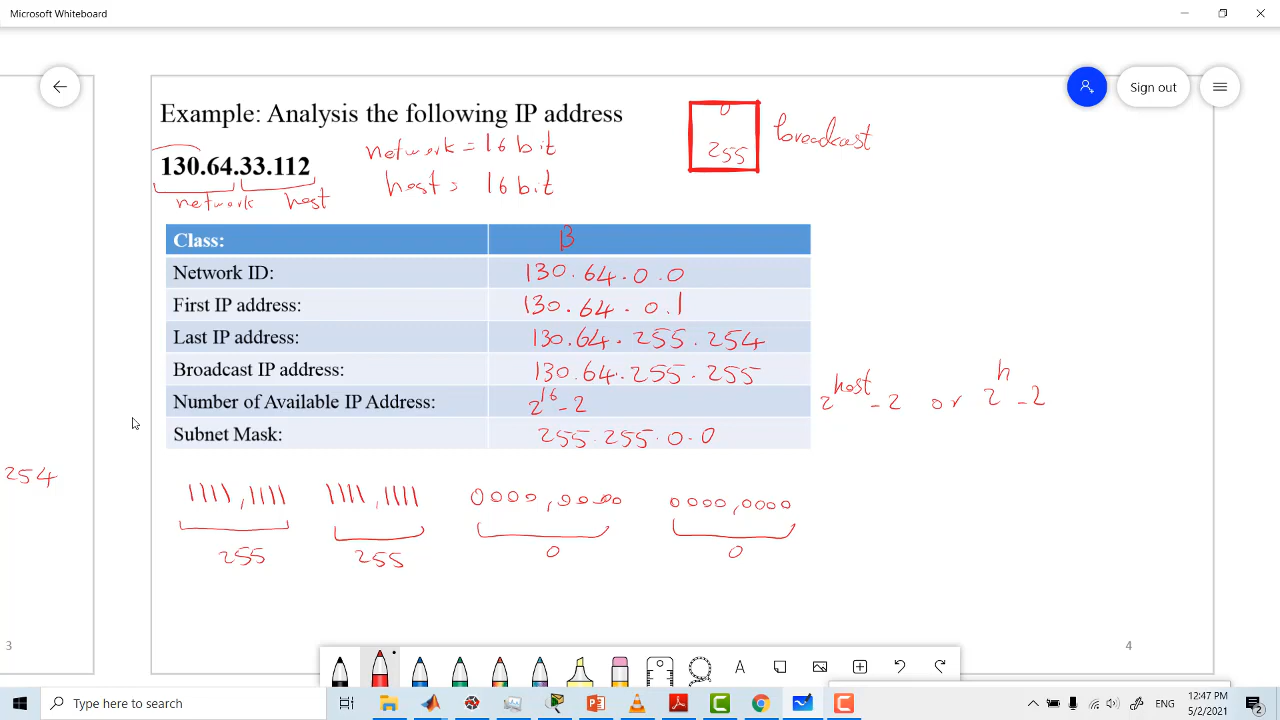 Microsoft Whiteboard
Sign out
Example: Analysis the following IP address
130.64.33.112
network host
network = 16 bit
host = 16 bit
0
255
broadcast
Class: B
Network ID: 130.64.0.0
First IP address: 130.64.0.1
Last IP address: 130.64.255.254
Broadcast IP address: 130.64.255.255
Number of Available IP Address: 2^16-2
2^host-2 or 2^h-2
Subnet Mask: 255.255.0.0
254
1111,1111 1111,1111 0000,0000 0000,0000
255 255 0 0
3
4
Type here to search
ENG
12:47 PM
5/2/2021
2